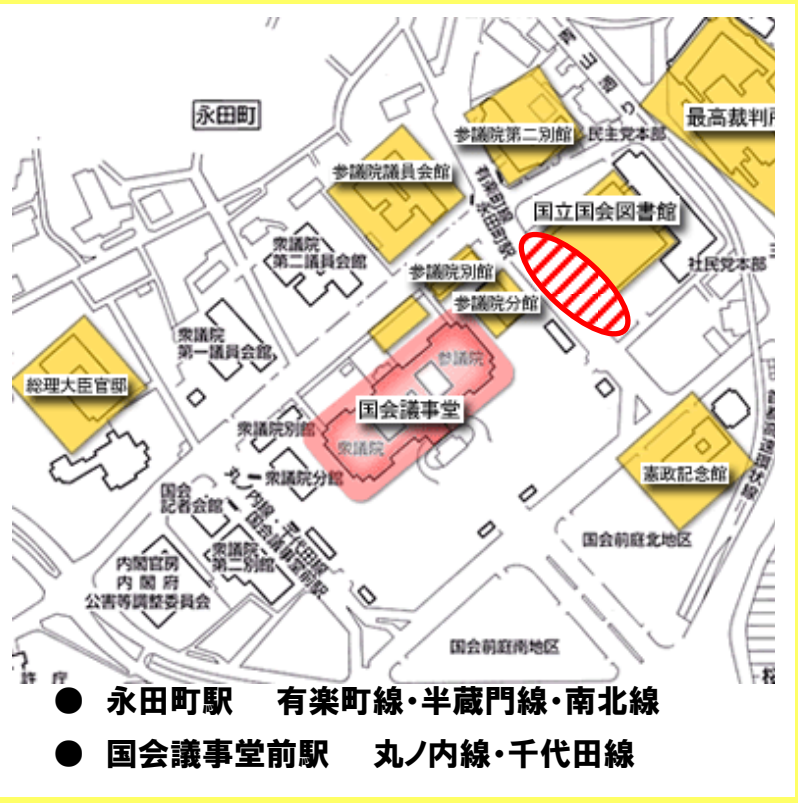 青山通り
永田町
最高裁判所
参議院第二別館
民主党本部
参議院議員会館
有楽町線
永田町駅
国立国会図書館
衆議院
第二議員会館
参議院別館
社民党本部
参議院分館
衆議院
第一議員会館
参議院
総理大臣官邸
国会議事堂
衆議院別館
衆議院
衆議院分館
憲政記念館
国会
記者会館
丸ノ内線・千代田線
国会議事堂前駅
国会前庭北地区
衆議院
第二別館
内閣官房
内閣府
公害等調整委員会
国会前庭南地区
● 永田町駅 有楽町線・半蔵門線・南北線
● 国会議事堂前駅 丸ノ内線・千代田線